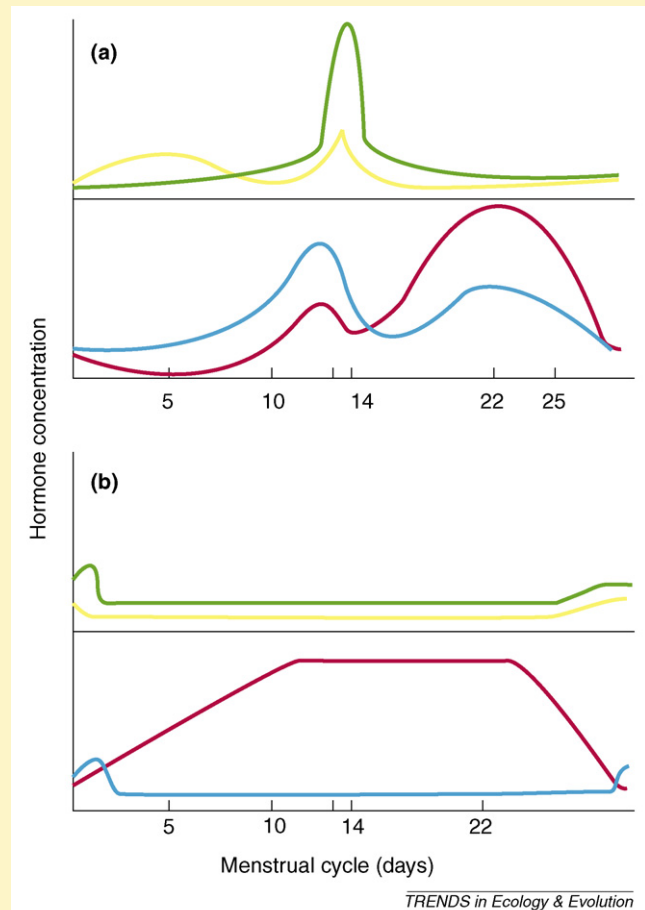 (a)
5 10 14 22 25
Hormone concentration
(b)
5 10 14 22
Menstrual cycle (days)
TRENDS in Ecology & Evolution